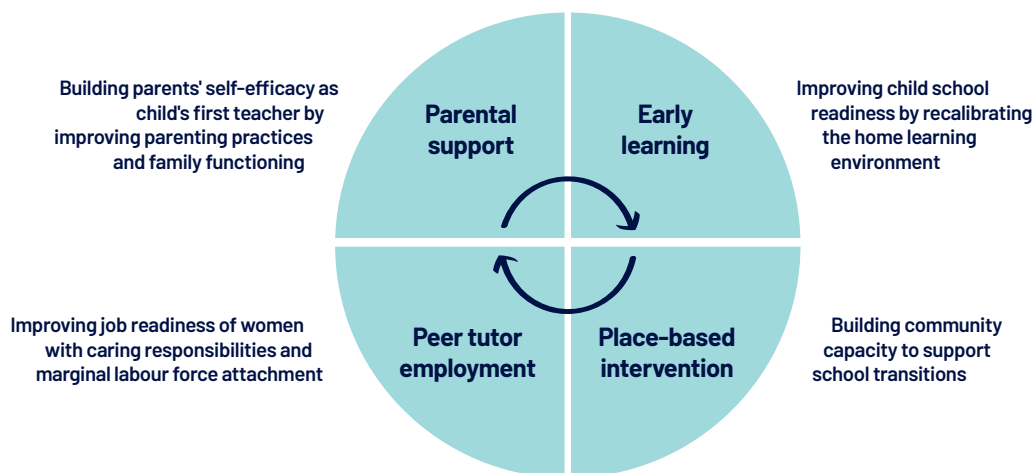 Building parents' self-efficacy as
child's first teacher by
improving parenting practices
and family functioning
Parental
support
Early
learning
Improving child school
readiness by recalibrating
the home learning
environment
Improving job readiness of women
with caring responsibilities and
marginal labour force attachment
Peer tutor
employment
Place-based
intervention
Building community
capacity to support
school transitions